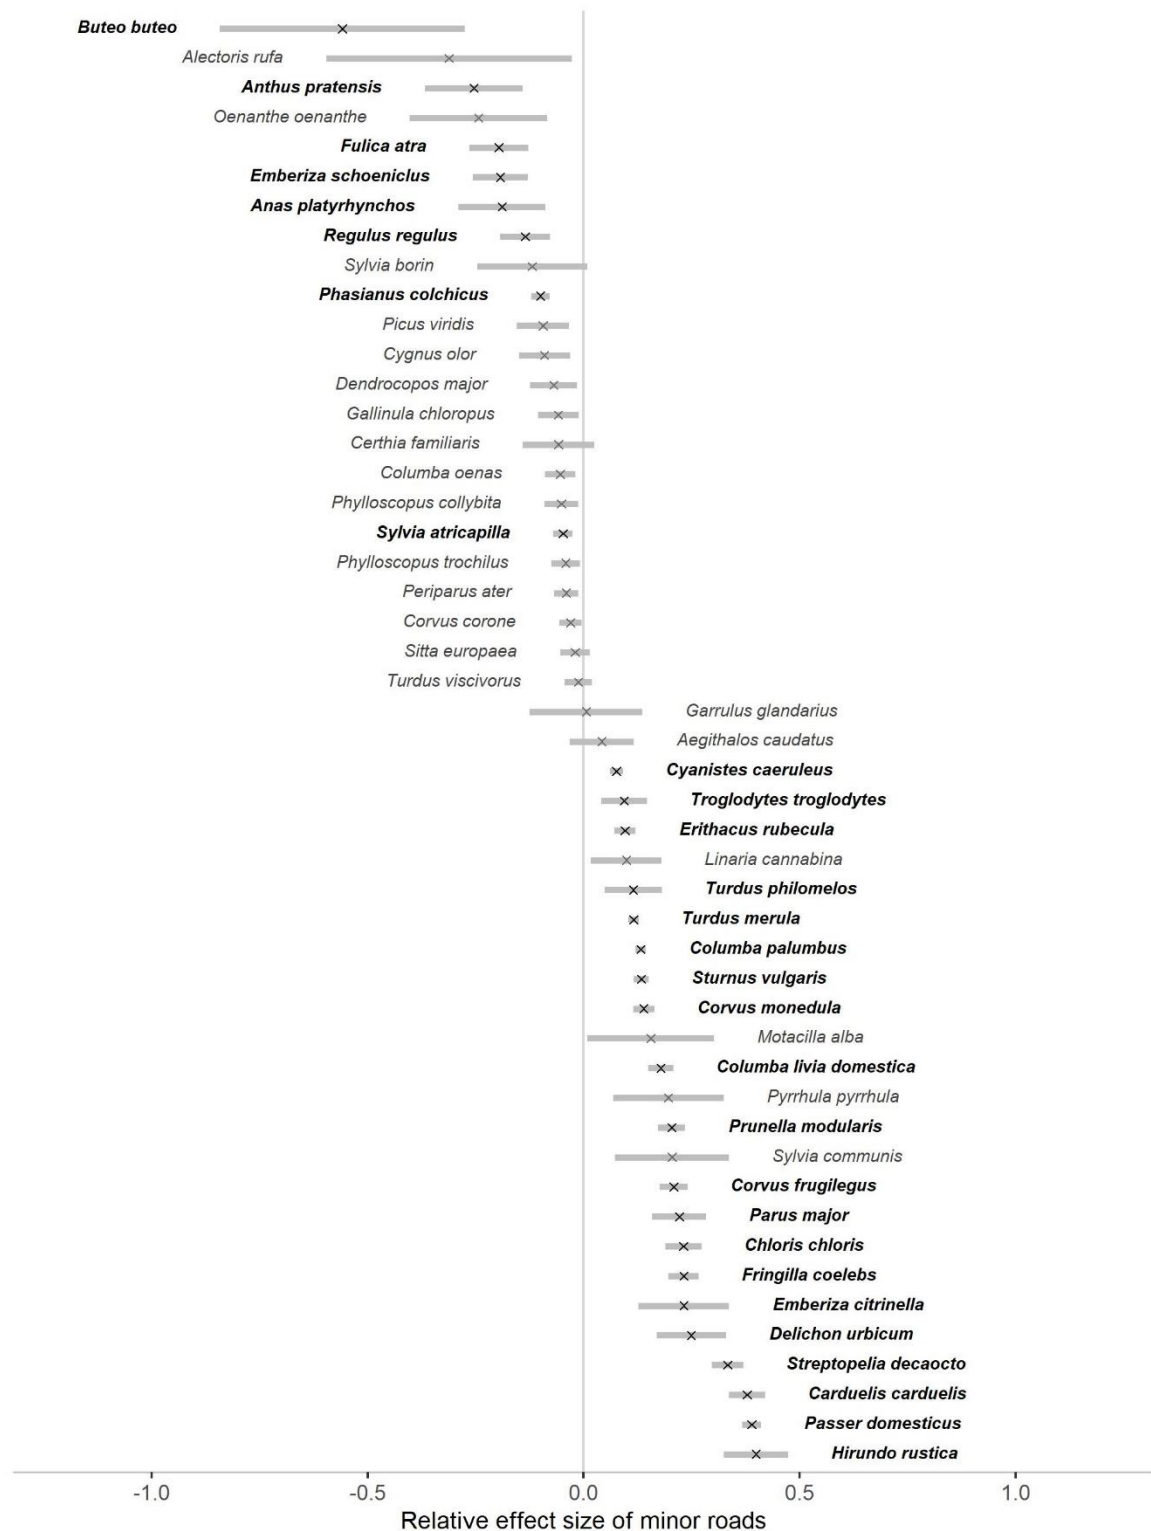 Buteo buteo
Alectoris rufa
Anthus pratensis
Oenanthe oenanthe
Fulica atra
Emberiza schoeniclus
Anas platyrhynchos
Regulus regulus
Sylvia borin
Phasianus colchicus
Picus viridis
Cygnus olor
Dendrocopos major
Gallinula chloropus
Certhia familiaris
Columba oenas
Phylloscopus collybita
Sylvia atricapilla
Phylloscopus trochilus
Periparus ater
Corvus corone
Sitta europaea
Turdus viscivorus
Garrulus glandarius
Aegithalos caudatus
Cyanistes caeruleus
Troglodytes troglodytes
Erithacus rubecula
Linaria cannabina
Turdus philomelos
Turdus merula
Columba palumbus
Sturnus vulgaris
Corvus monedula
Motacilla alba
Columba livia domestica
Pyrrhula pyrrhula
Prunella modularis
Sylvia communis
Corvus frugilegus
Parus major
Chloris chloris
Fringilla coelebs
Emberiza citrinella
Delichon urbicum
Streptopelia decaocto
Carduelis carduelis
Passer domesticus
Hirundo rustica
-1.0 -0.5 0.0 0.5 1.0
Relative effect size of minor roads